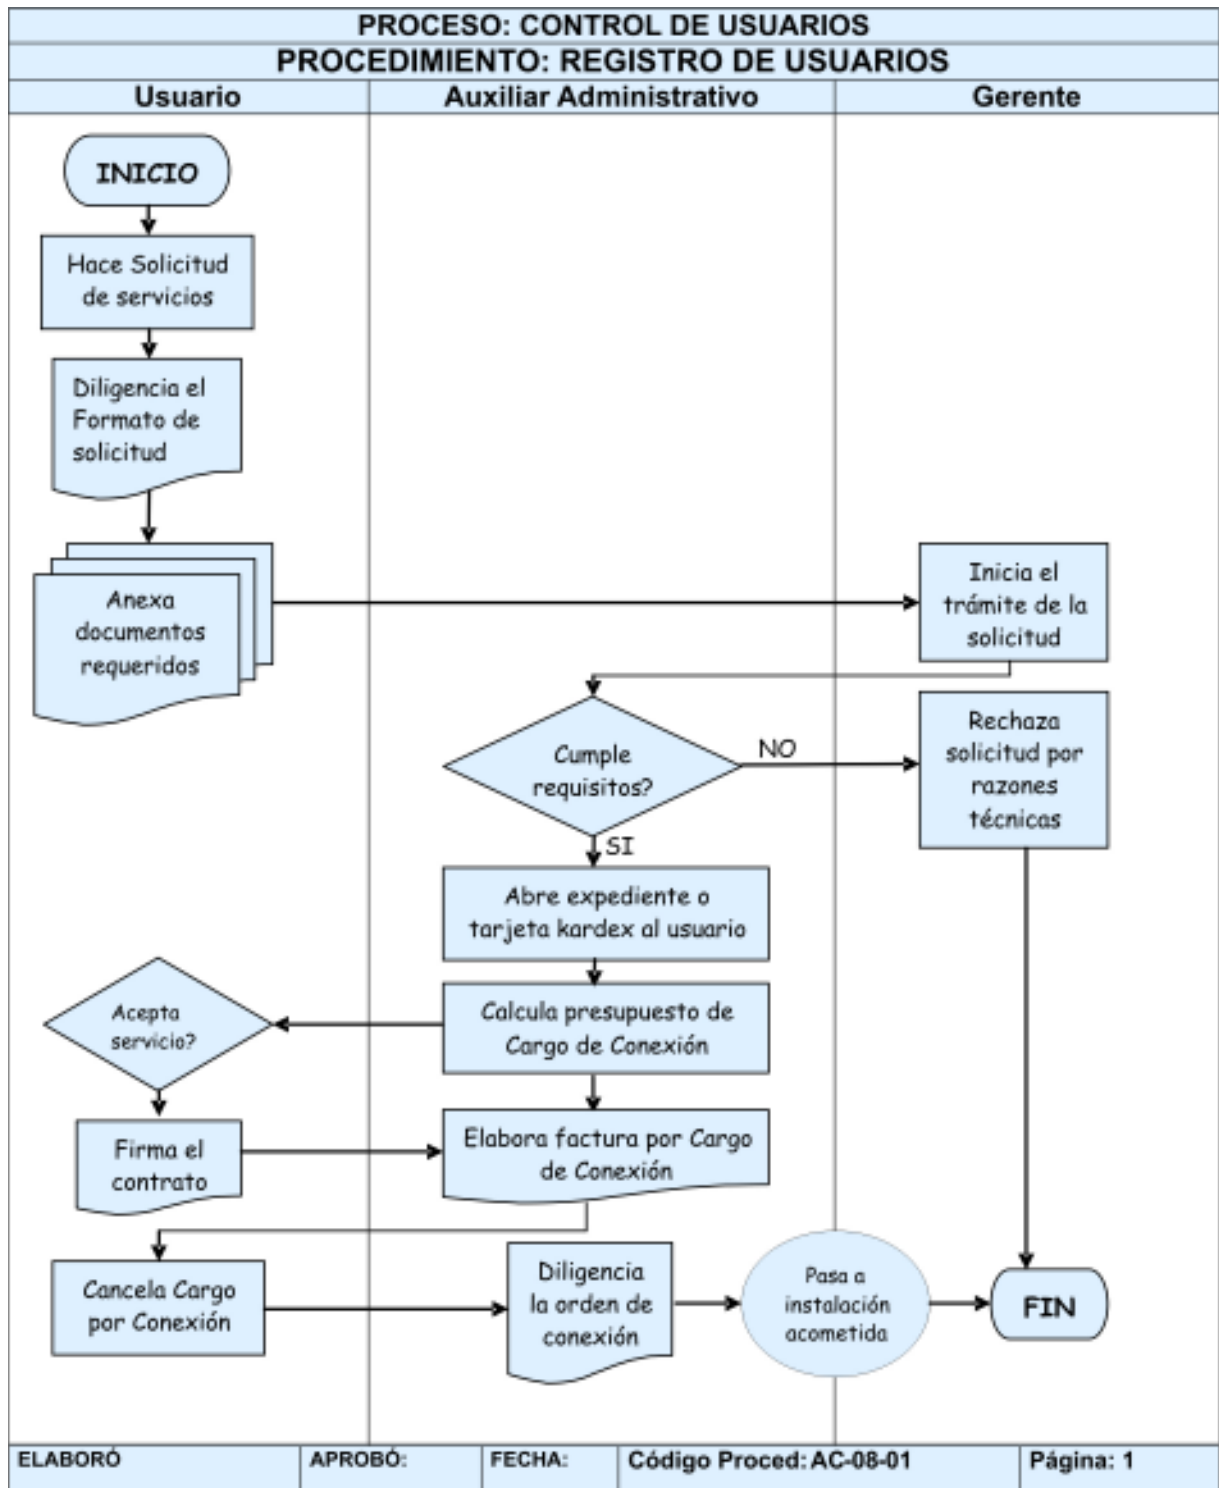 PROCESO: CONTROL DE USUARIOS
PROCEDIMIENTO: REGISTRO DE USUARIOS
Usuario
Auxiliar Administrativo
Gerente
INICIO
Hace Solicitud
de servicios
Diligencia el
Formato de
solicitud
Anexa
documentos
requeridos
Inicia el
trámite de la
solicitud
Cumple
requisitos?
NO
Rechaza
solicitud por
razones
técnicas
SI
Abre expediente o
tarjeta kardex al usuario
Calcula presupuesto de
Cargo de Conexión
Acepta
servicio?
Firma el
contrato
Elabora factura por Cargo
de Conexión
Cancela Cargo
por Conexión
Diligencia
la orden de
conexión
Pasa a
instalación
acometida
FIN
ELABORÓ
APROBÓ:
FECHA:
Código Proced: AC-08-01
Página: 1